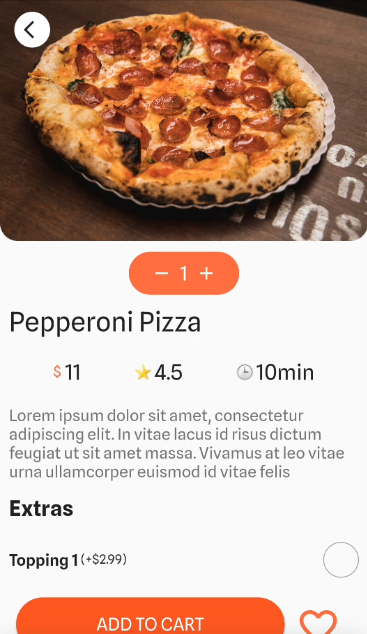 − 1 +
Pepperoni Pizza
$ 11 4.5 10min
Lorem ipsum dolor sit amet, consectetur
adipiscing elit. In vitae lacus id risus dictum
feugiat ut sit amet massa. Vivamus at leo vitae
urna ullamcorper euismod id vitae felis
Extras
Topping 1 (+$2.99)
ADD TO CART